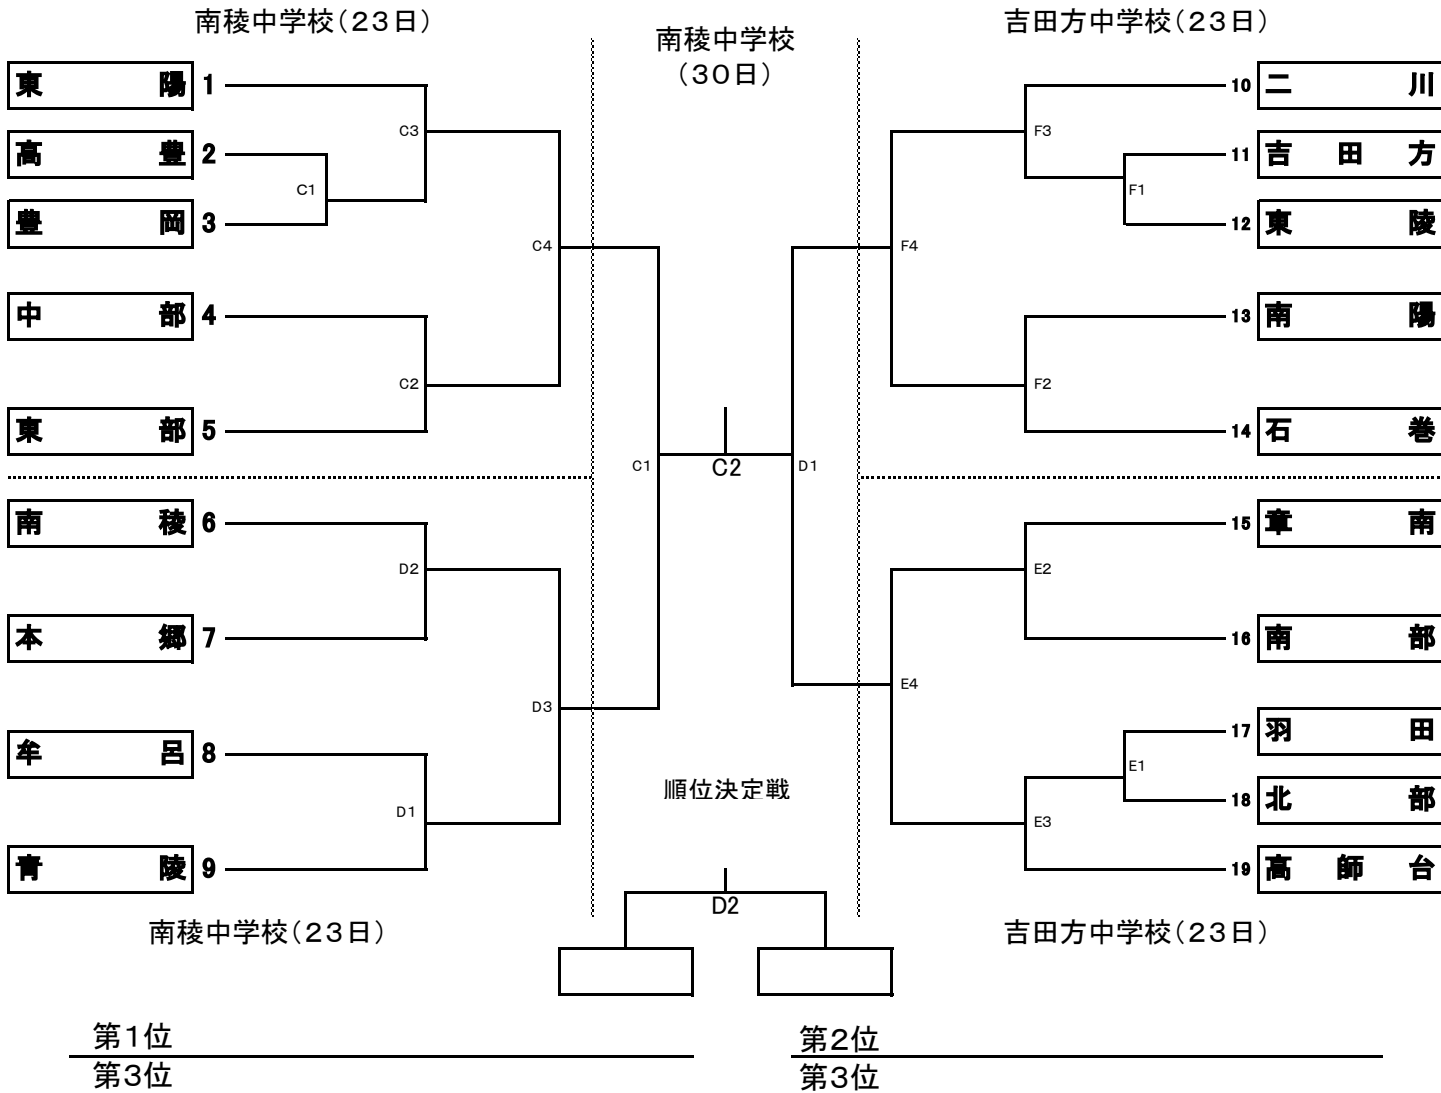 南稜中学校（２３日）
南稜中学校
（３０日）
吉田方中学校（２３日）
東 陽 1
高 豊 2
豊 岡 3
中 部 4
東 部 5
南 稜 6
本 郷 7
牟 呂 8
青 陵 9
C3
C1
C4
C2
D2
D3
D1
C1
C2
D1
10 二 川
11 吉 田 方
12 東 陵
13 南 陽
14 石 巻
15 章 南
16 南 部
17 羽 田
18 北 部
19 高 師 台
F3
F1
F4
F2
E2
E4
E1
E3
順位決定戦
D2
南稜中学校（２３日）
吉田方中学校（２３日）
第１位
第２位
第３位
第３位